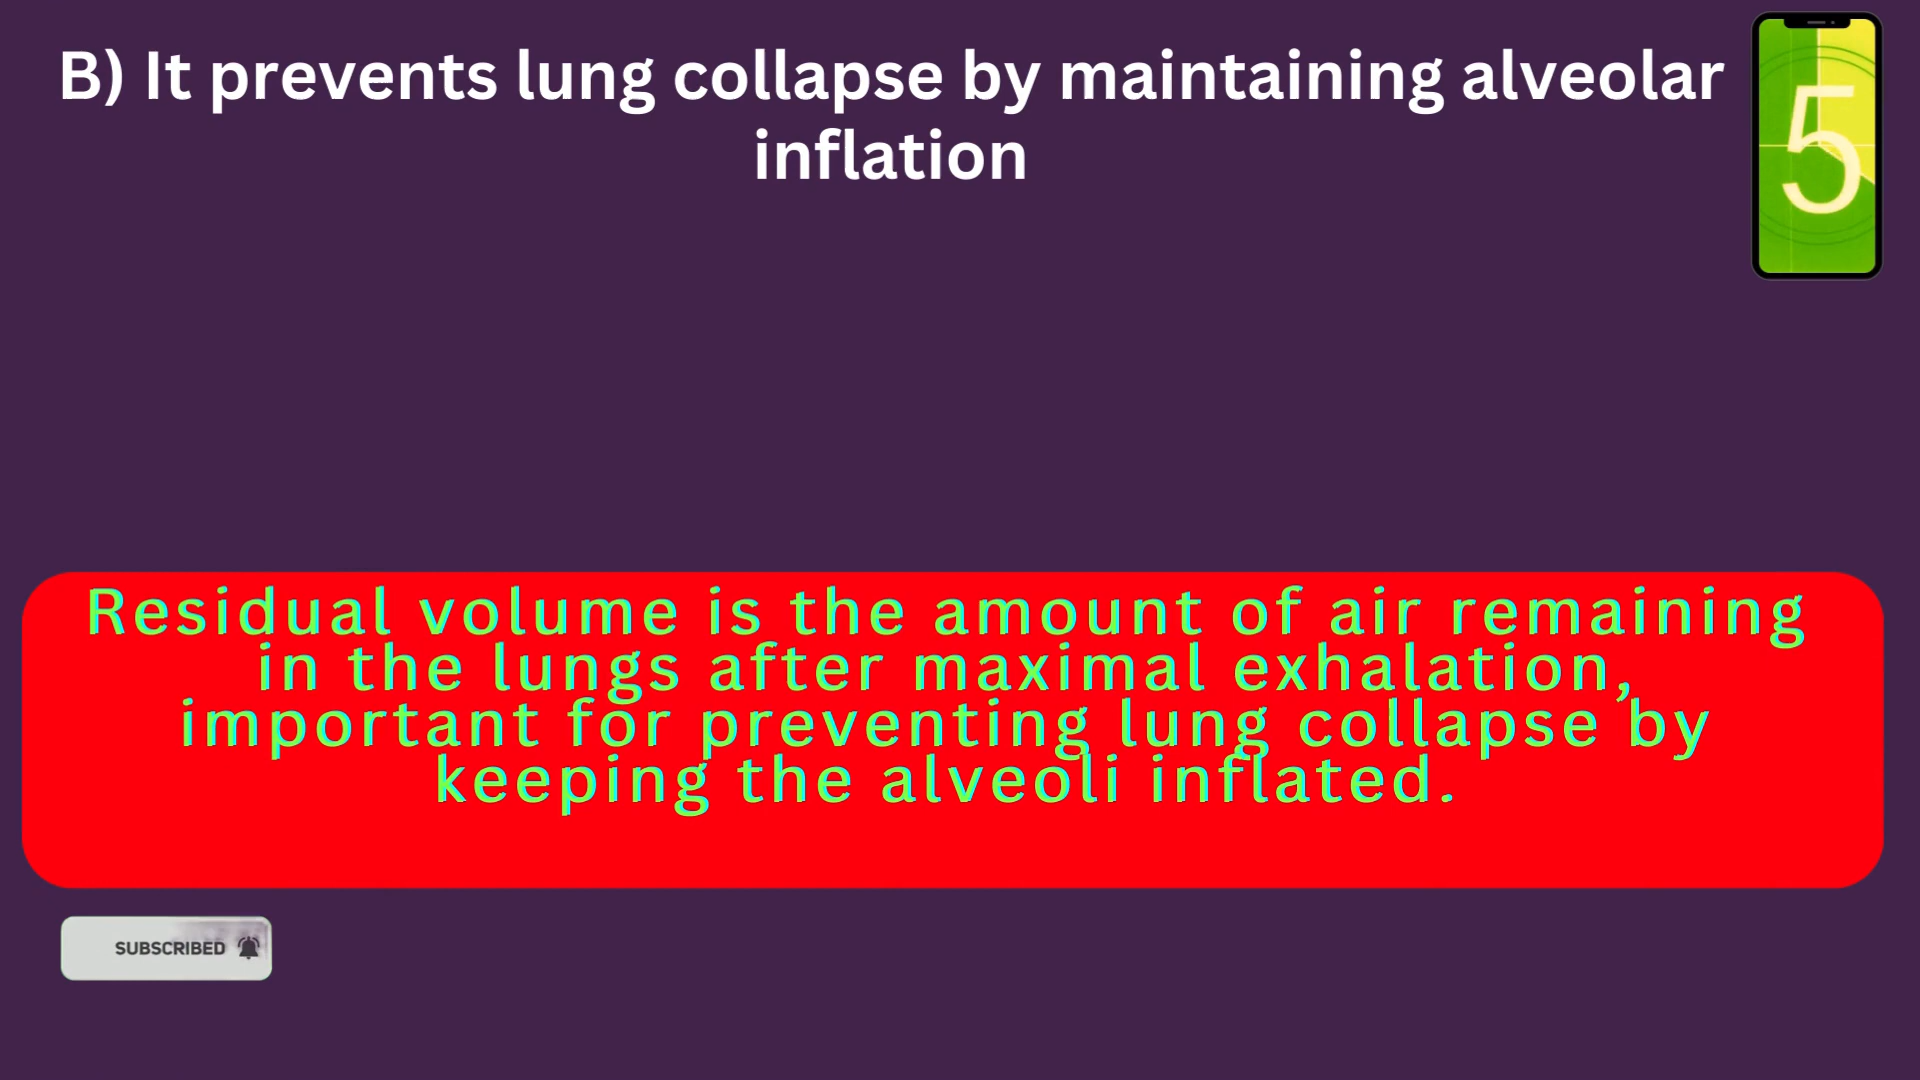 B) It prevents lung collapse by maintaining alveolar
inflation
5
Residual volume is the amount of air remaining
in the lungs after maximal exhalation,
important for preventing lung collapse by
keeping the alveoli inflated.
SUBSCRIBED